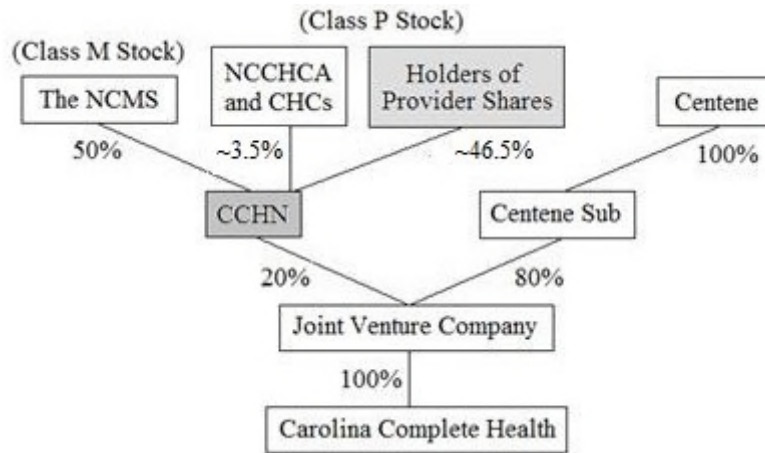 (Class P Stock)
(Class M Stock)
The NCMS
NCCHCA
and CHCs
Holders of
Provider Shares
Centene
50%
~3.5%
~46.5%
100%
CCHN
Centene Sub
20%
80%
Joint Venture Company
100%
Carolina Complete Health